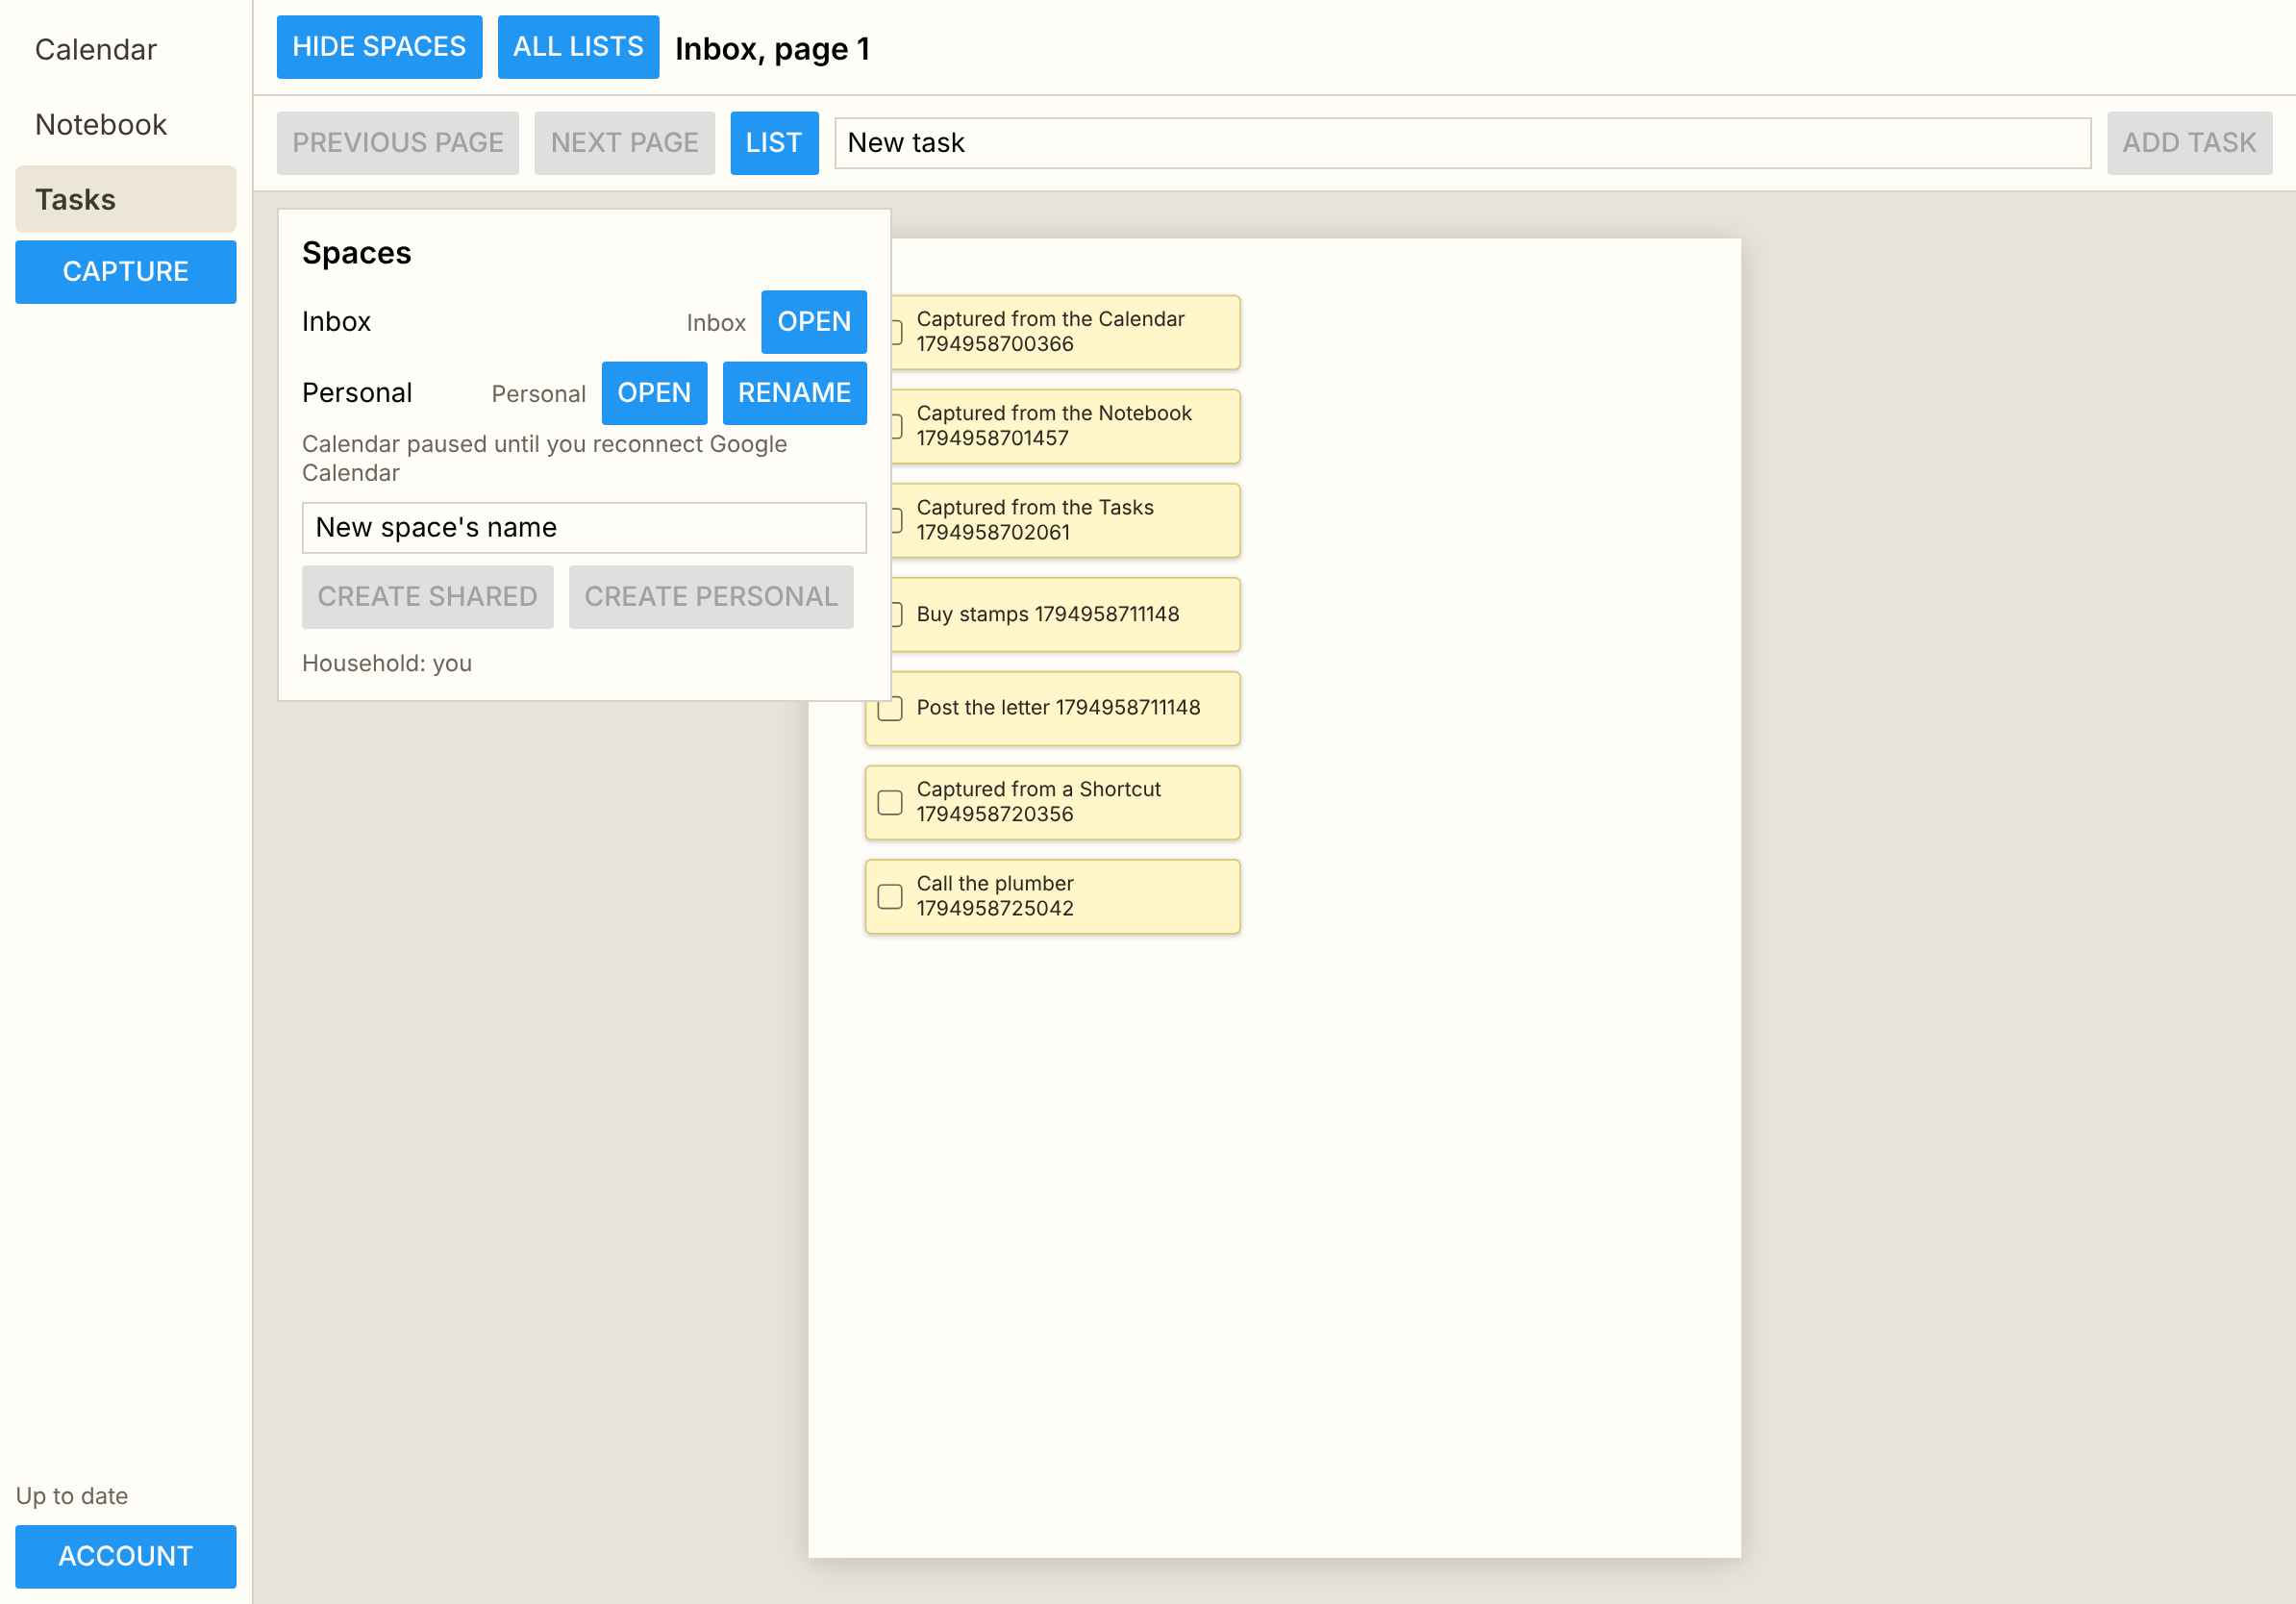 Calendar
Notebook
Tasks
CAPTURE
Up to date
ACCOUNT
HIDE SPACES
ALL LISTS
Inbox, page 1
PREVIOUS PAGE
NEXT PAGE
LIST
New task
ADD TASK
Spaces
Inbox
Inbox
OPEN
Personal
Personal
OPEN
RENAME
Calendar paused until you reconnect Google
Calendar
New space's name
CREATE SHARED
CREATE PERSONAL
Household: you
Captured from the Calendar
1794958700366
Captured from the Notebook
1794958701457
Captured from the Tasks
1794958702061
Buy stamps 1794958711148
Post the letter 1794958711148
Captured from a Shortcut
1794958720356
Call the plumber
1794958725042